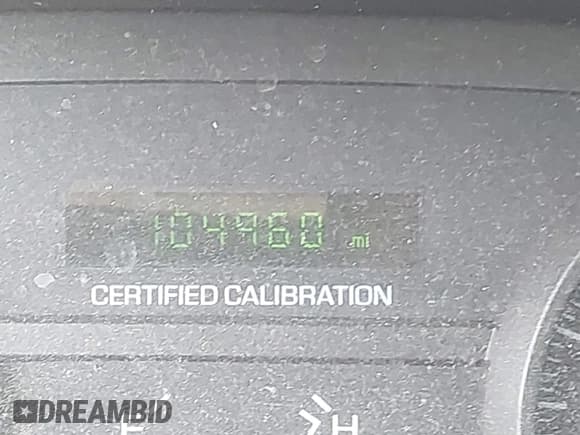 104960 mi
CERTIFIED CALIBRATION
F H
DREAMBID